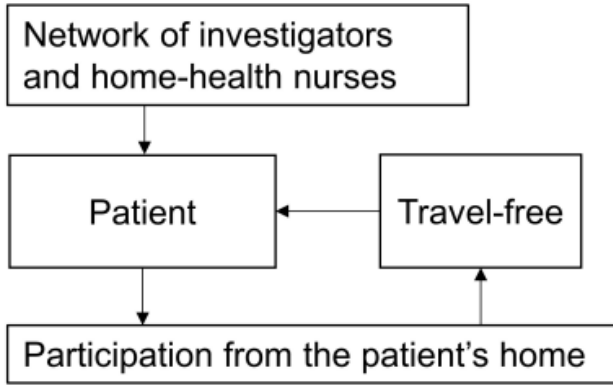 Network of investigators
and home-health nurses
Patient
Travel-free
Participation from the patient's home